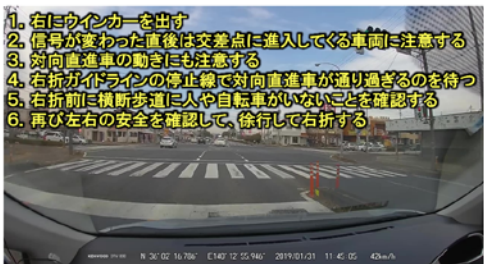 1. 右にウインカーを出す
2. 信号が変わった直後は交差点に進入してくる車両に注意する
3. 対向直進車の動きにも注意する
4. 右折ガイドラインの停止線で対向直進車が通り過ぎるのを待つ
5. 右折前に横断歩道に人や自転車がいないことを確認する
6. 再び左右の安全を確認して、徐行して右折する
KENWOOD N 36°02'16.786" E140°12'55.946" 2019/01/31 11:45:05 42km/h